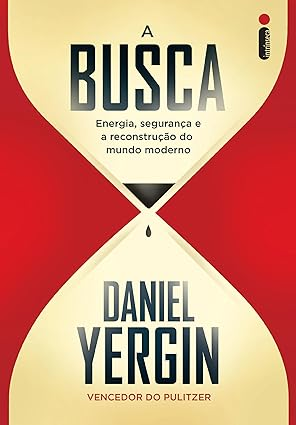 A
BUSCA
Energia, segurança e
a reconstrução do
mundo moderno
intrínseca
DANIEL
YERGIN
VENCEDOR DO PULITZER